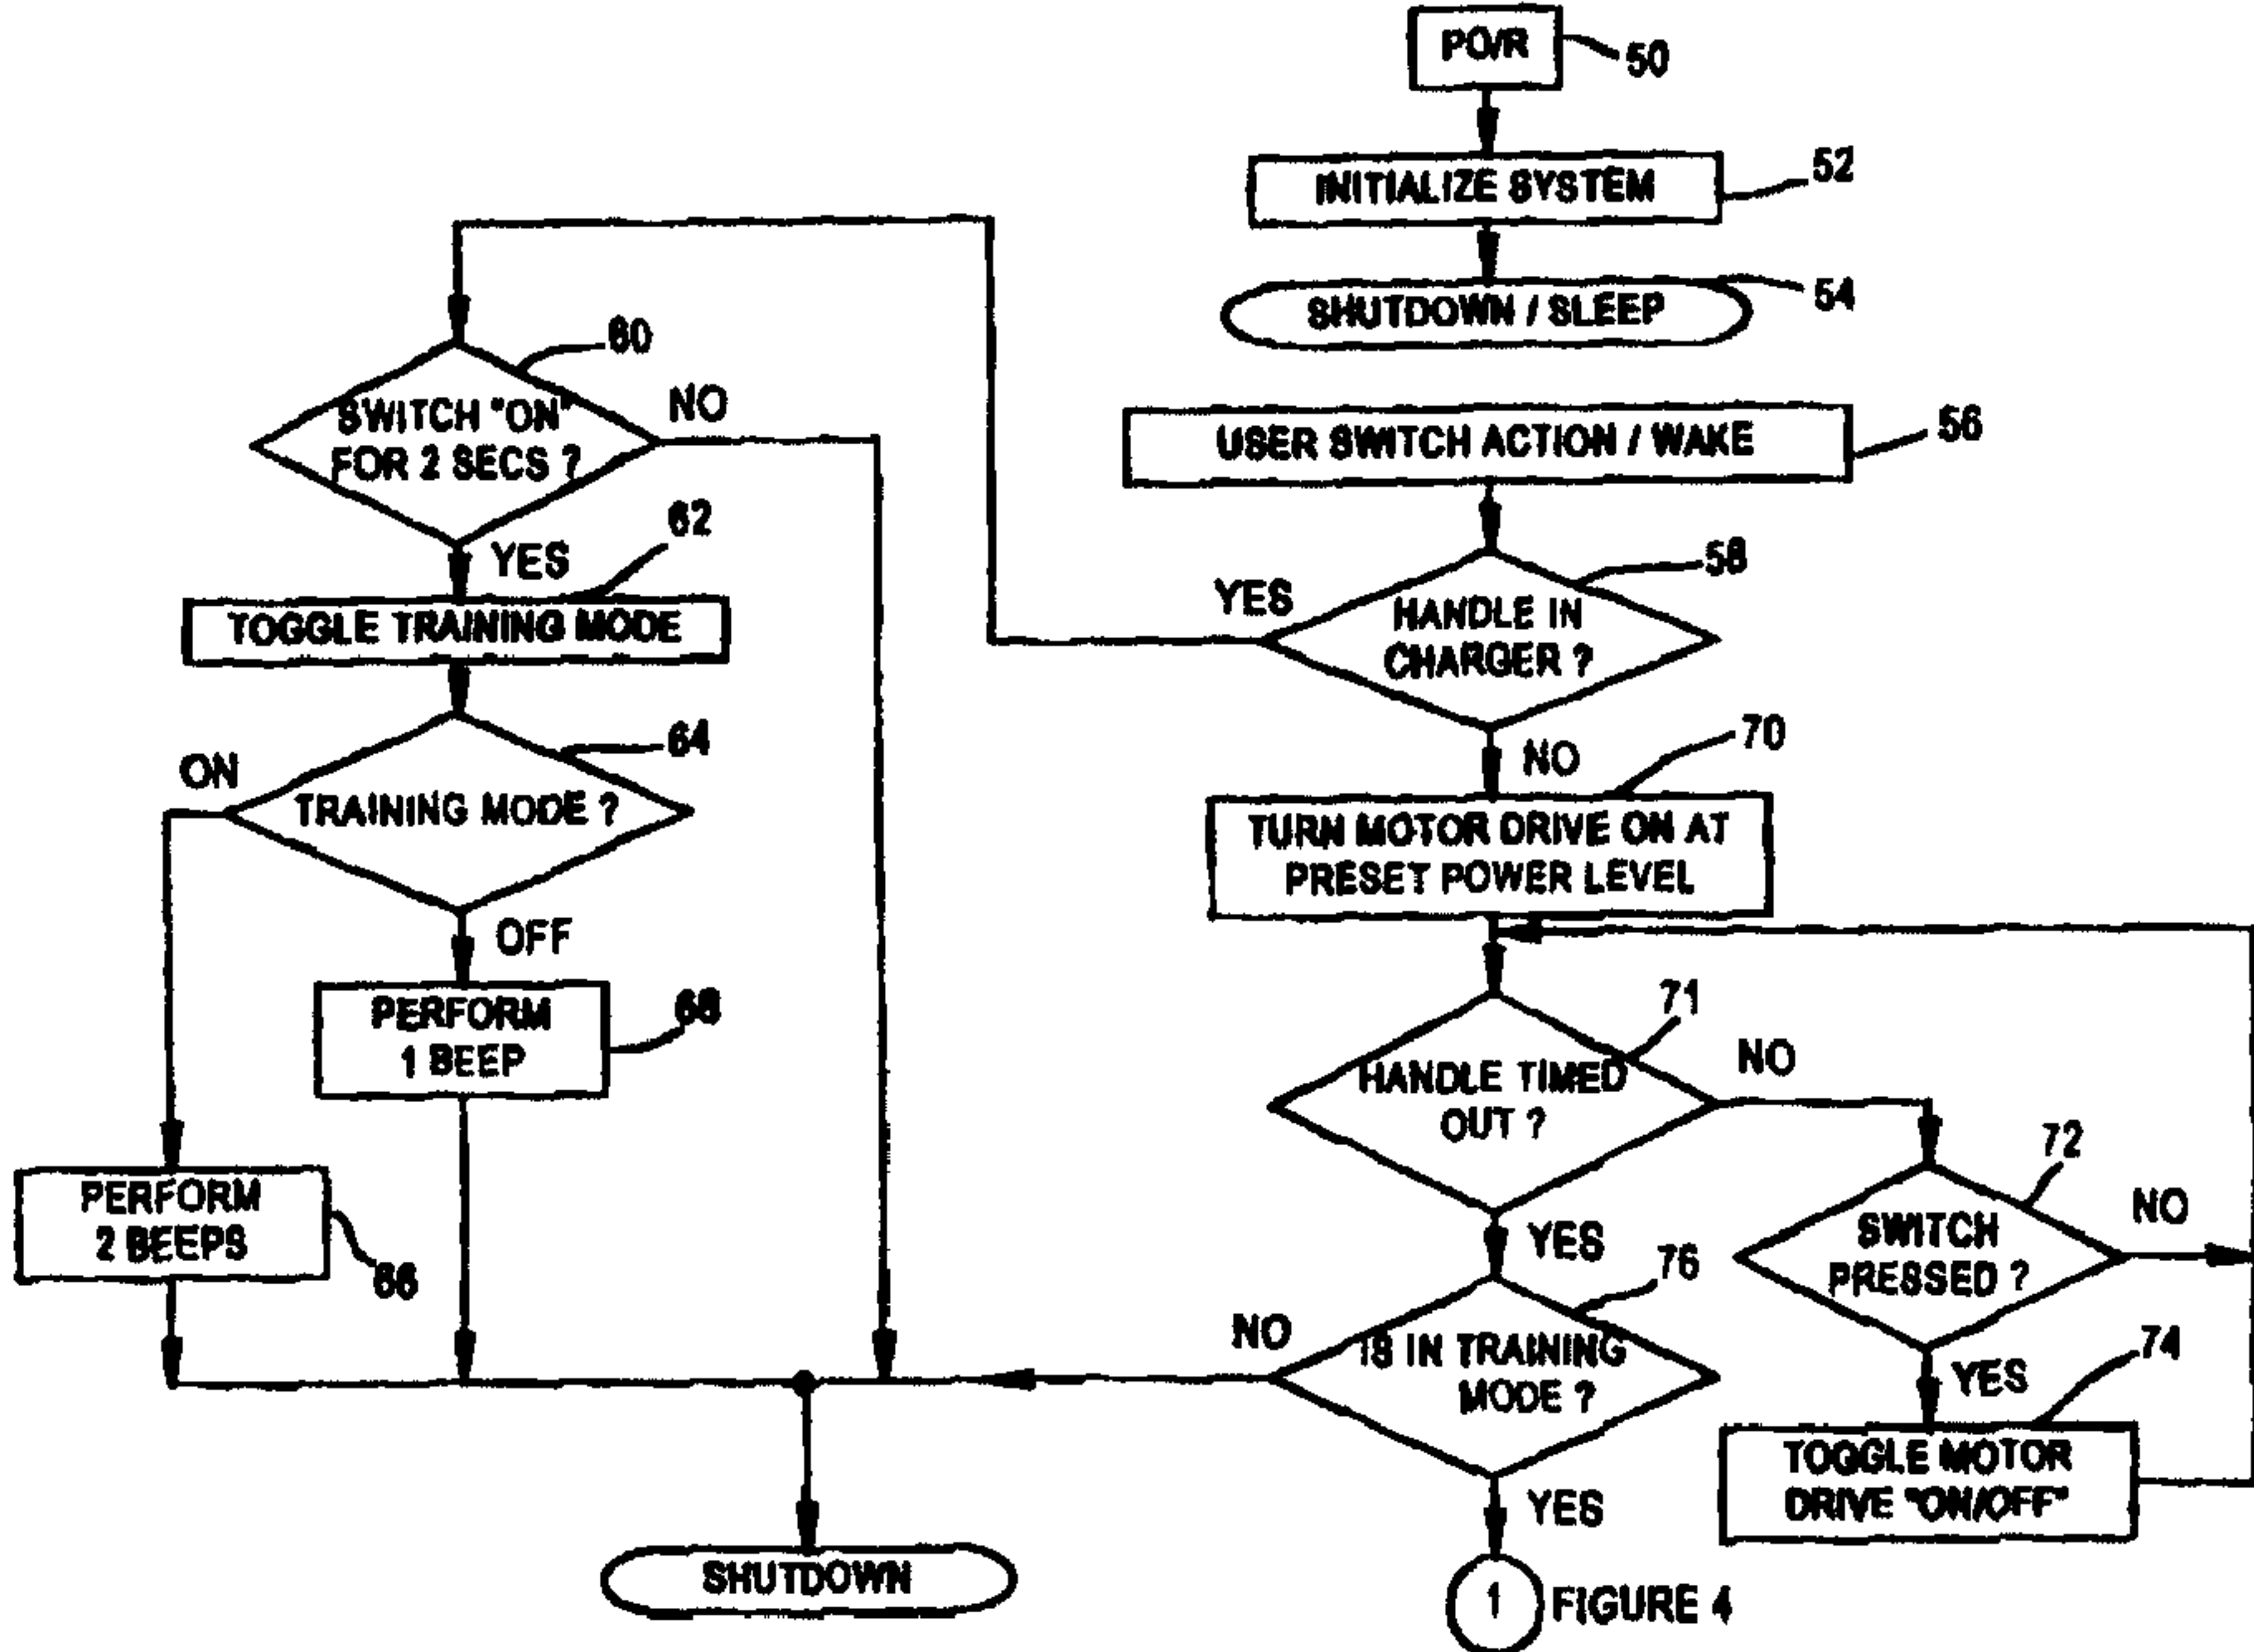 PO/R
50
INITIALIZE SYSTEM
52
SHUTDOWN / SLEEP
54
USER SWITCH ACTION / WAKE
56
HANDLE IN
CHARGER ?
58
YES
NO
SWITCH "ON"
FOR 2 SECS ?
60
NO
YES
TOGGLE TRAINING MODE
62
TRAINING MODE ?
64
ON
OFF
PERFORM
1 BEEP
68
PERFORM
2 BEEPS
66
TURN MOTOR DRIVE ON AT
PRESET POWER LEVEL
70
HANDLE TIMED
OUT ?
71
NO
YES
SWITCH
PRESSED ?
72
NO
YES
TOGGLE MOTOR
DRIVE "ON/OFF"
74
IS IN TRAINING
MODE ?
76
NO
YES
SHUTDOWN
1
FIGURE 4